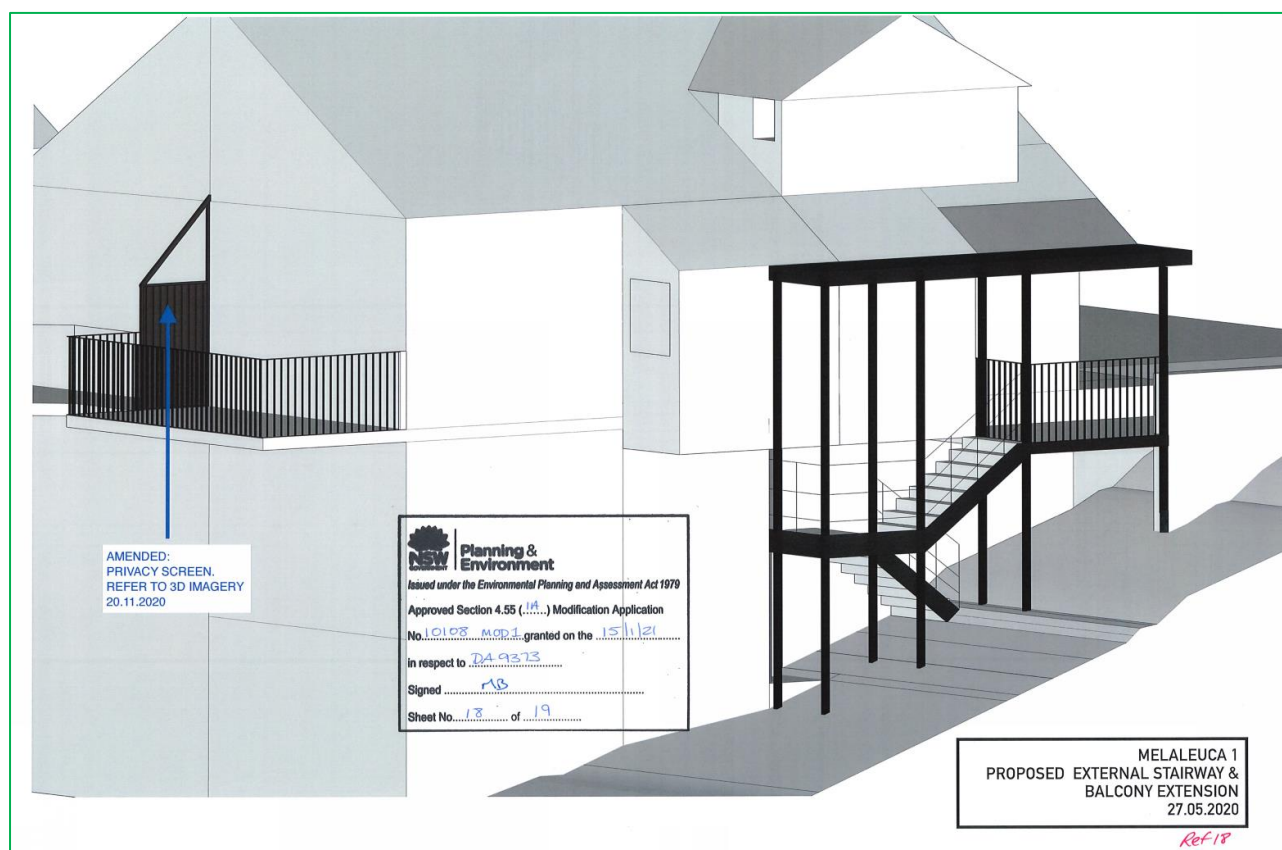 AMENDED:
PRIVACY SCREEN.
REFER TO 3D IMAGERY
20.11.2020
NSW
GOVERNMENT
Planning &
Environment
Issued under the Environmental Planning and Assessment Act 1979
Approved Section 4.55 (..1A..) Modification Application
No. 10108 MOD1 granted on the 15/1/21
in respect to DA 9373
Signed MB
Sheet No. 18 of 19
MELALEUCA 1
PROPOSED EXTERNAL STAIRWAY &
BALCONY EXTENSION
27.05.2020
Ref 18